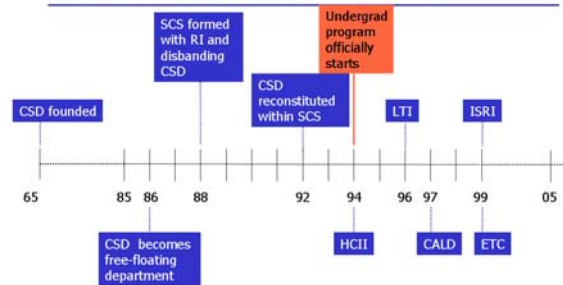 SCS formed
with RI and
disbanding
CSD
Undergrad
program
officially
starts
CSD
reconstituted
within SCS
CSD founded
LTI
ISRI
65
85
86
88
92
94
96
97
99
05
CSD becomes
free-floating
department
HCII
CALD
ETC